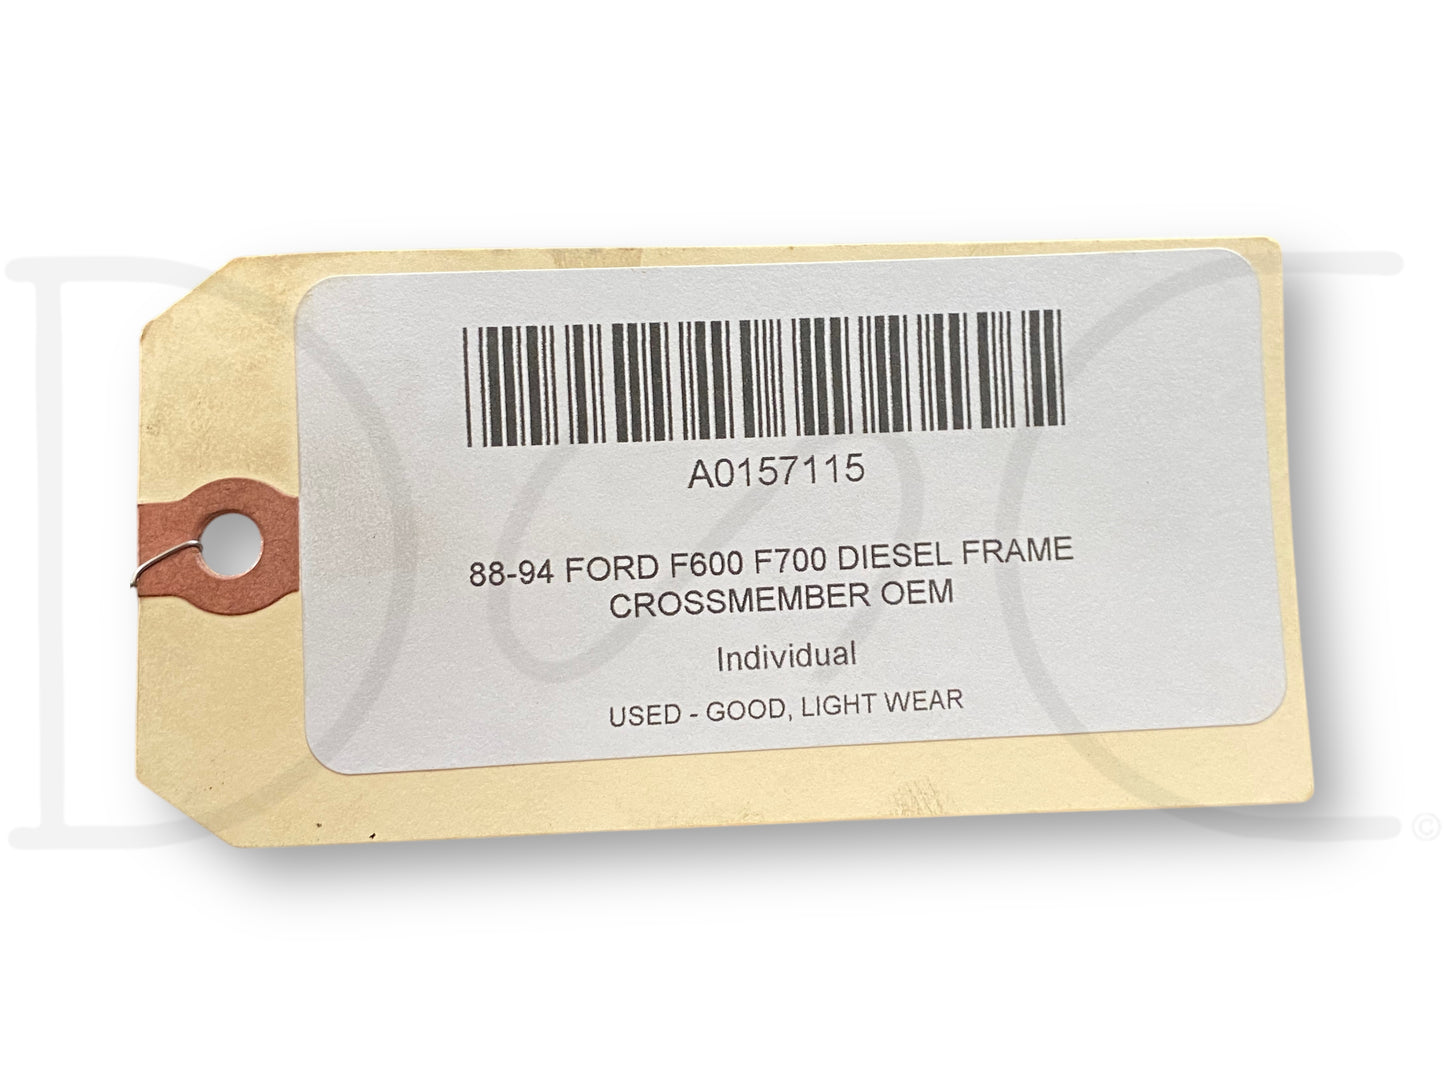 A0157115
88-94 FORD F600 F700 DIESEL FRAME
CROSSMEMBER OEM
Individual
USED - GOOD, LIGHT WEAR
D&C
©